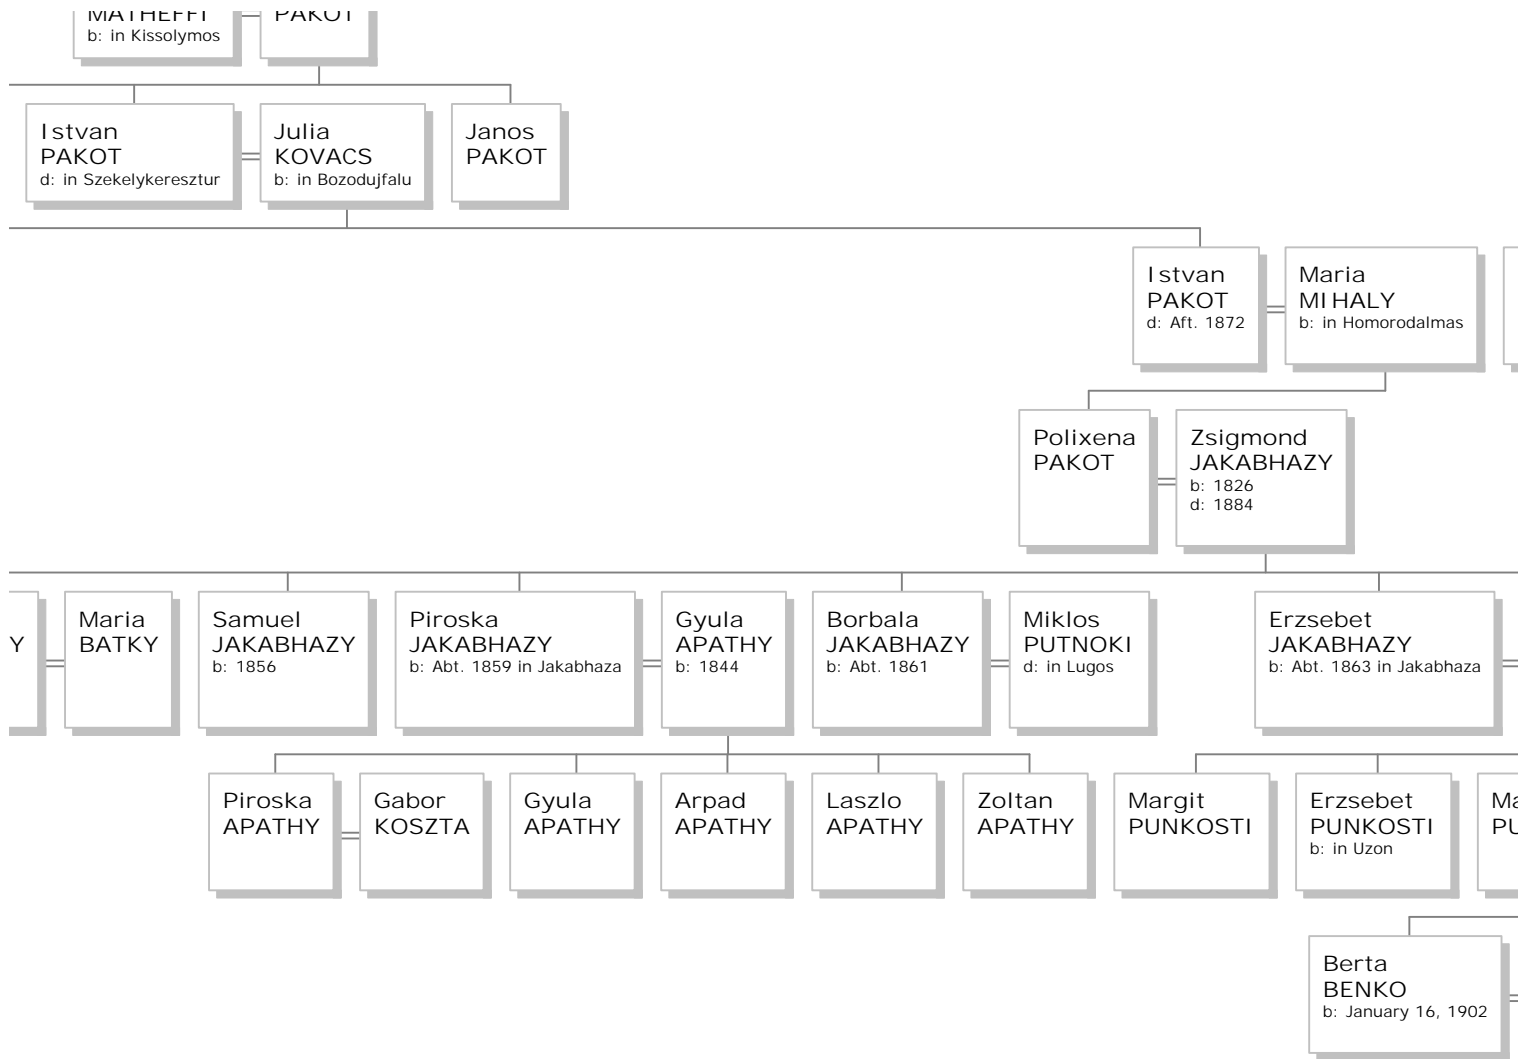 MATHEFFI
b: in Kissolymos
PAKOT
Istvan
PAKOT
d: in Szekelykeresztur
Julia
KOVACS
b: in Bozodujfalu
Janos
PAKOT
Istvan
PAKOT
d: Aft. 1872
Maria
MIHALY
b: in Homorodalmas
Polixena
PAKOT
Zsigmond
JAKABHAZY
b: 1826
d: 1884
Y
Maria
BATKY
Samuel
JAKABHAZY
b: 1856
Piroska
JAKABHAZY
b: Abt. 1859 in Jakabhaza
Gyula
APATHY
b: 1844
Borbala
JAKABHAZY
b: Abt. 1861
Miklos
PUTNOKI
d: in Lugos
Erzsebet
JAKABHAZY
b: Abt. 1863 in Jakabhaza
Piroska
APATHY
Gabor
KOSZTA
Gyula
APATHY
Arpad
APATHY
Laszlo
APATHY
Zoltan
APATHY
Margit
PUNKOSTI
Erzsebet
PUNKOSTI
b: in Uzon
Ma
PU
Berta
BENKO
b: January 16, 1902